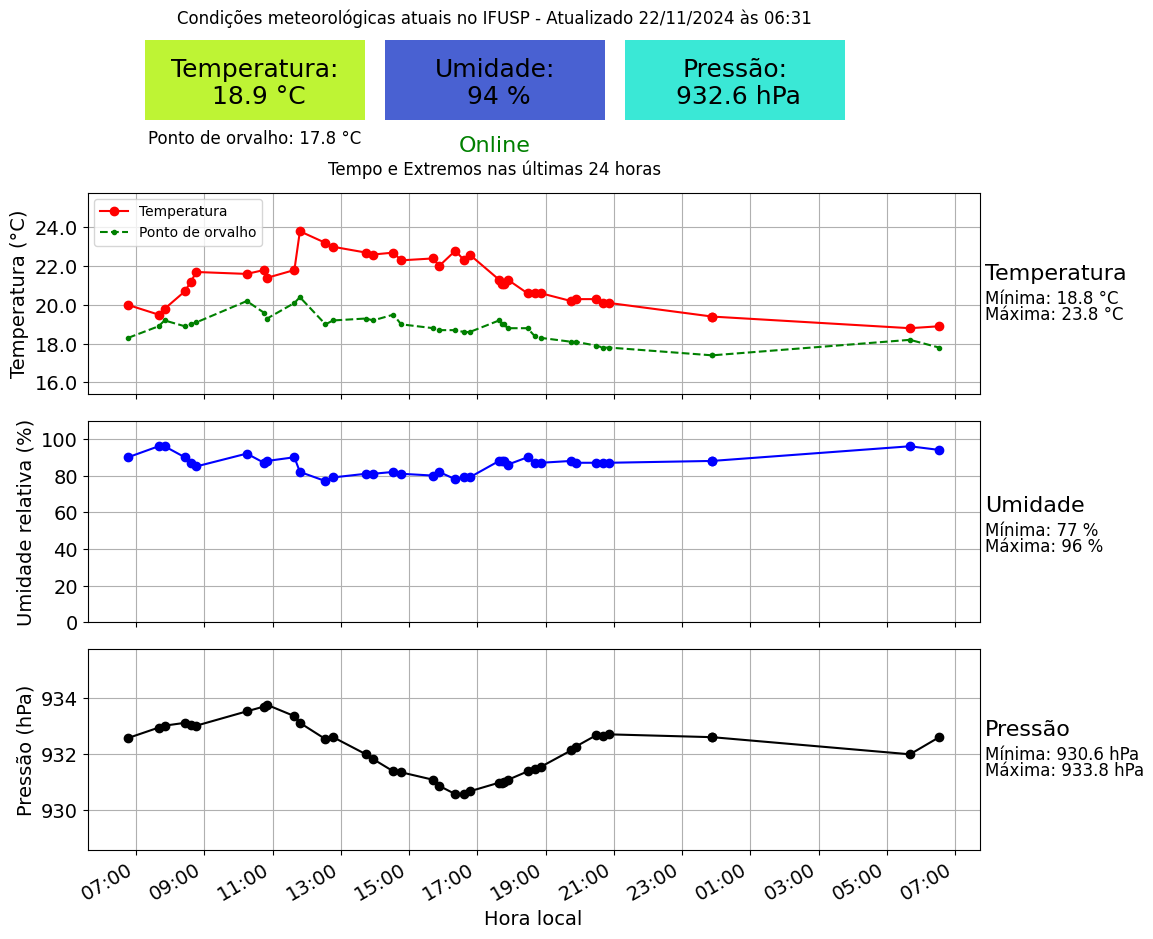 Condições meteorológicas atuais no IFUSP - Atualizado 22/11/2024 às 06:31
Temperatura:
18.9 °C
Umidade:
94 %
Pressão:
932.6 hPa
Ponto de orvalho: 17.8 °C
Online
Tempo e Extremos nas últimas 24 horas
Temperatura (°C)
24.0
22.0
20.0
18.0
16.0
Temperatura
Ponto de orvalho
Temperatura
Mínima: 18.8 °C
Máxima: 23.8 °C
Umidade relativa (%)
100
80
60
40
20
0
Umidade
Mínima: 77 %
Máxima: 96 %
Pressão (hPa)
934
932
930
Pressão
Mínima: 930.6 hPa
Máxima: 933.8 hPa
07:00 09:00 11:00 13:00 15:00 17:00 19:00 21:00 23:00 01:00 03:00 05:00 07:00
Hora local